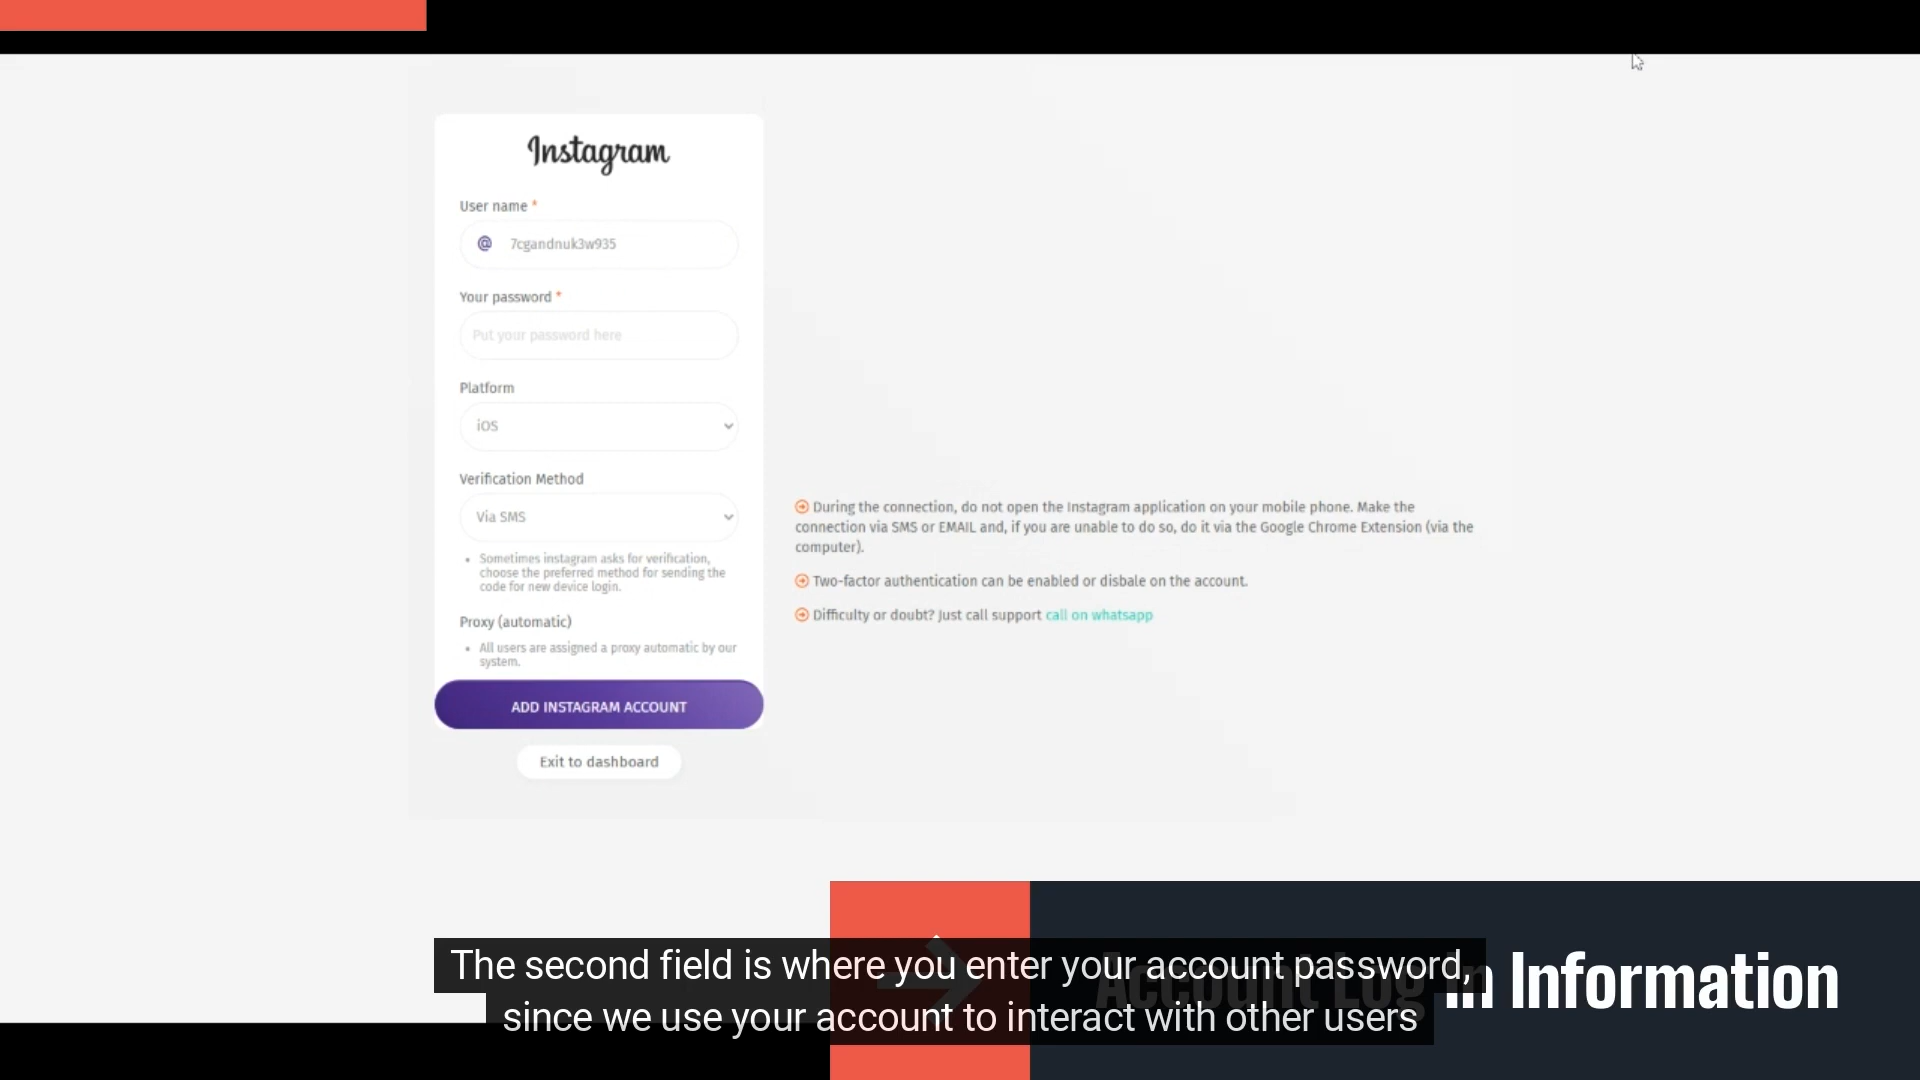 Instagram
User name *
@ 7cgandnuk3w935
Your password *
Put your password here
Platform
iOS
Verification Method
Via SMS
• Sometimes instagram asks for verification,
choose the preferred method for sending the
code for new device login.
Proxy (automatic)
• All users are assigned a proxy automatic by our
system.
ADD INSTAGRAM ACCOUNT
Exit to dashboard
During the connection, do not open the Instagram application on your mobile phone. Make the
connection via SMS or EMAIL and, if you are unable to do so, do it via the Google Chrome Extension (via the
computer).
Two-factor authentication can be enabled or disbale on the account.
Difficulty or doubt? Just call support call on whatsapp
Account Log in Information
The second field is where you enter your account password,
since we use your account to interact with other users